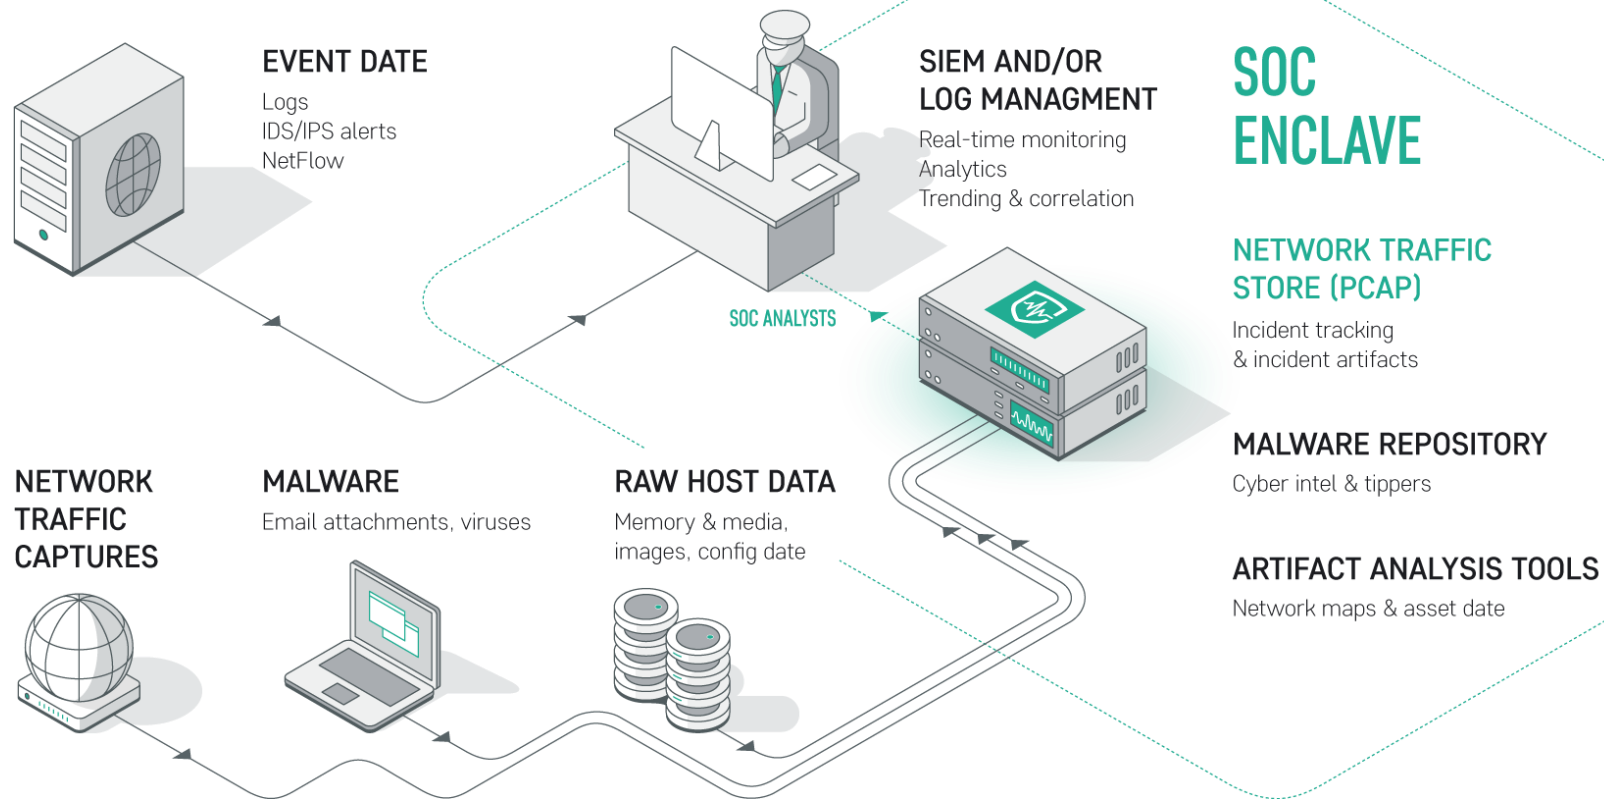 EVENT DATE
Logs
IDS/IPS alerts
NetFlow
SIEM AND/OR
LOG MANAGMENT
Real-time monitoring
Analytics
Trending & correlation
SOC
ENCLAVE
SOC ANALYSTS
NETWORK TRAFFIC
STORE (PCAP)
Incident tracking
& incident artifacts
MALWARE REPOSITORY
Cyber intel & tippers
ARTIFACT ANALYSIS TOOLS
Network maps & asset date
NETWORK
TRAFFIC
CAPTURES
MALWARE
Email attachments, viruses
RAW HOST DATA
Memory & media,
images, config date